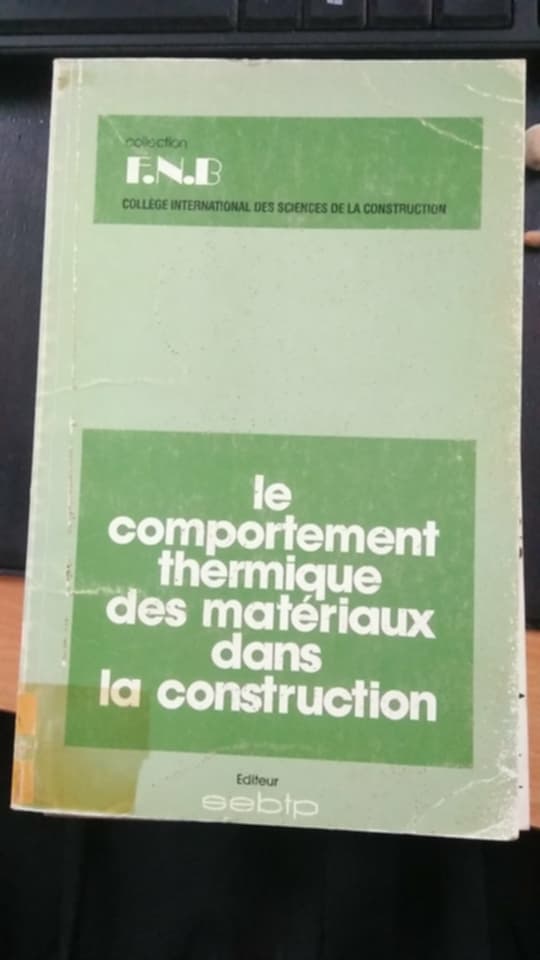 collection
F.N.B
COLLÈGE INTERNATIONAL DES SCIENCES DE LA CONSTRUCTION
le
comportement
thermique
des matériaux
dans
la construction
Editeur
sebtp